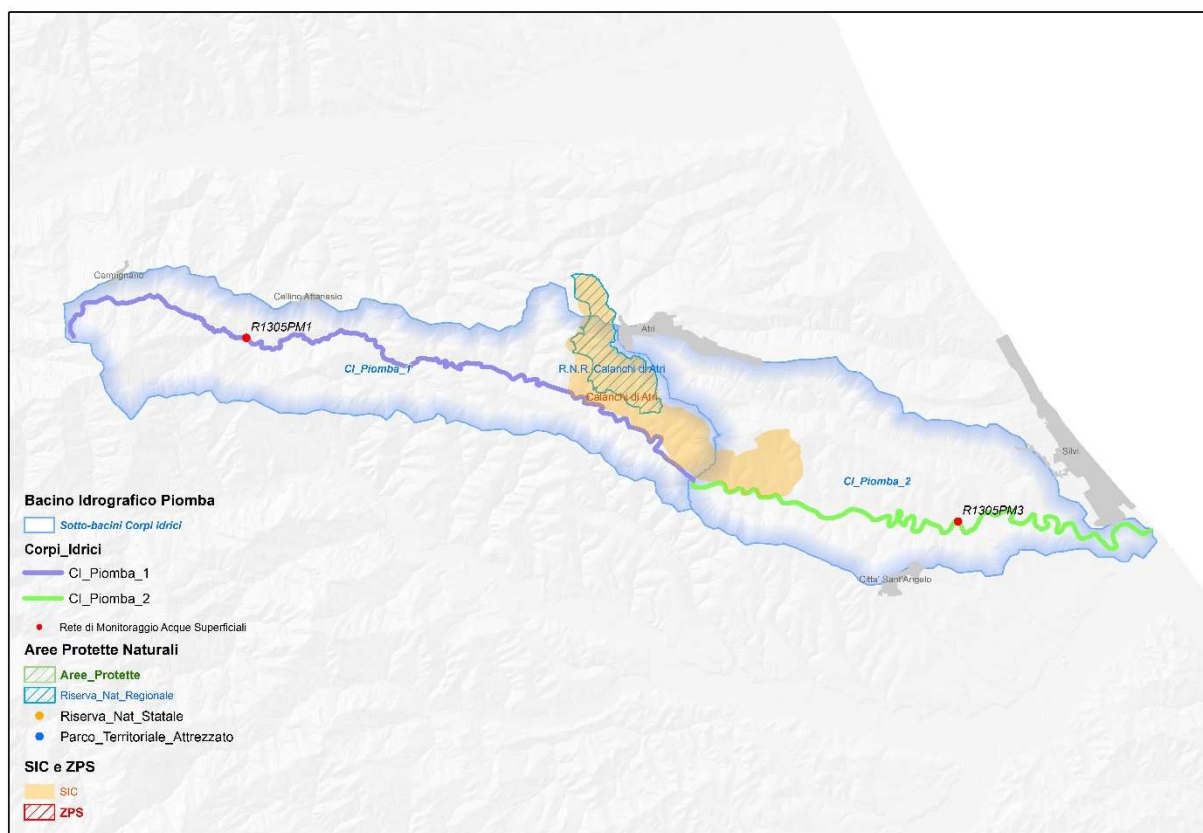 Cermignano
Cellino Attanasio
R1305PM1
Atri
CI_Piomba_1
R.N.R. Calanchi di Atri
Calanchi di Atri
Silvi
CI_Piomba_2
R1305PM3
Citta' Sant'Angelo
Bacino Idrografico Piomba
Sotto-bacini Corpi idrici
Corpi_Idrici
CI_Piomba_1
CI_Piomba_2
Rete di Monitoraggio Acque Superficiali
Aree Protette Naturali
Aree_Protette
Riserva_Nat_Regionale
Riserva_Nat_Statale
Parco_Territoriale_Attrezzato
SIC e ZPS
SIC
ZPS